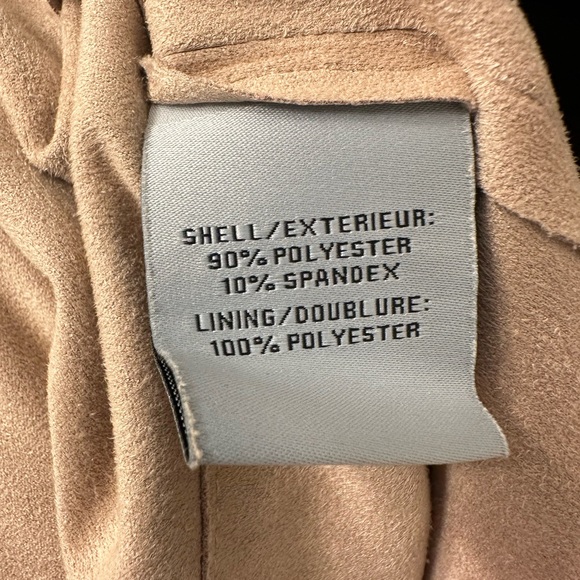 SHELL/EXTERIEUR:
90% POLYESTER
10% SPANDEX
LINING/DOUBLURE:
100% POLYESTER